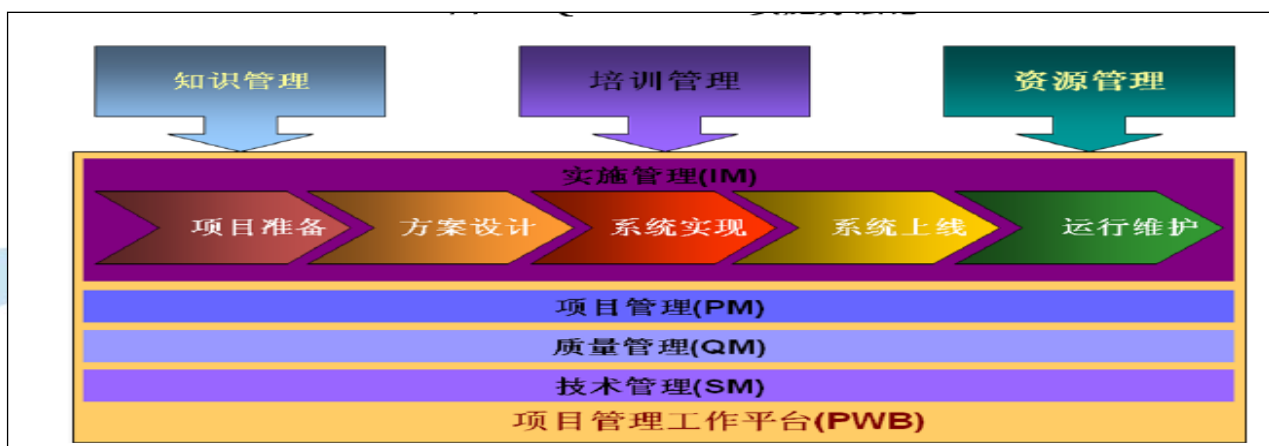 知识管理 培训管理 资源管理
实施管理(IM)
项目准备 方案设计 系统实现 系统上线 运行维护
项目管理(PM)
质量管理(QM)
技术管理(SM)
项目管理工作平台(PWB)